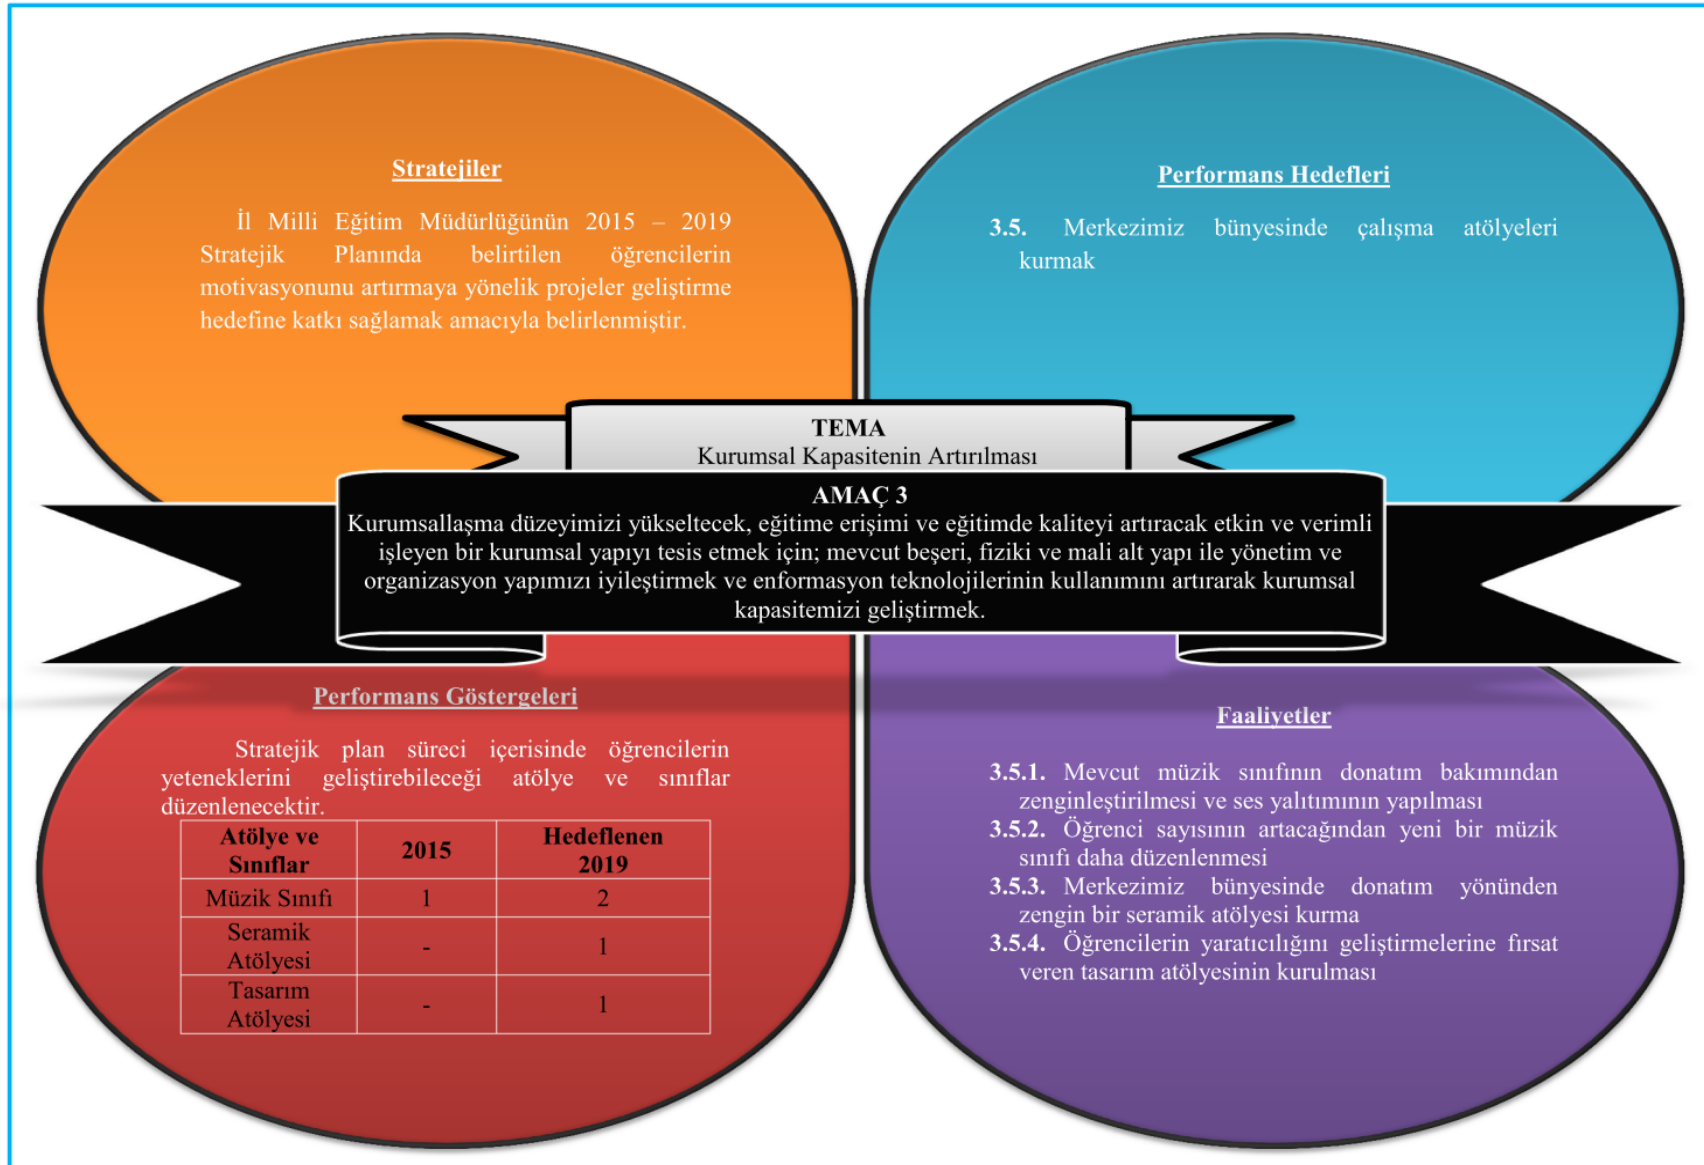 Stratejiler
İl Milli Eğitim Müdürlüğünün 2015 – 2019
Stratejik Planında belirtilen öğrencilerin
motivasyonunu artırmaya yönelik projeler geliştirme
hedefine katkı sağlamak amacıyla belirlenmiştir.
Performans Hedefleri
3.5. Merkezimiz bünyesinde çalışma atölyeleri
kurmak
TEMA
Kurumsal Kapasitenin Artırılması
AMAÇ 3
Kurumsallaşma düzeyimizi yükseltecek, eğitime erişimi ve eğitimde kaliteyi artıracak etkin ve verimli
işleyen bir kurumsal yapıyı tesis etmek için; mevcut beşeri, fiziki ve mali alt yapı ile yönetim ve
organizasyon yapımızı iyileştirmek ve enformasyon teknolojilerinin kullanımını artırarak kurumsal
kapasitemizi geliştirmek.
Performans Göstergeleri
Stratejik plan süreci içerisinde öğrencilerin
yeteneklerini geliştirebileceği atölye ve sınıflar
düzenlenecektir.
Atölye ve Sınıflar 2015 Hedeflenen 2019
Müzik Sınıfı 1 2
Seramik Atölyesi - 1
Tasarım Atölyesi - 1
Faaliyetler
3.5.1. Mevcut müzik sınıfının donatım bakımından
zenginleştirilmesi ve ses yalıtımının yapılması
3.5.2. Öğrenci sayısının artacağından yeni bir müzik
sınıfı daha düzenlenmesi
3.5.3. Merkezimiz bünyesinde donatım yönünden
zengin bir seramik atölyesi kurma
3.5.4. Öğrencilerin yaratıcılığını geliştirmelerine fırsat
veren tasarım atölyesinin kurulması